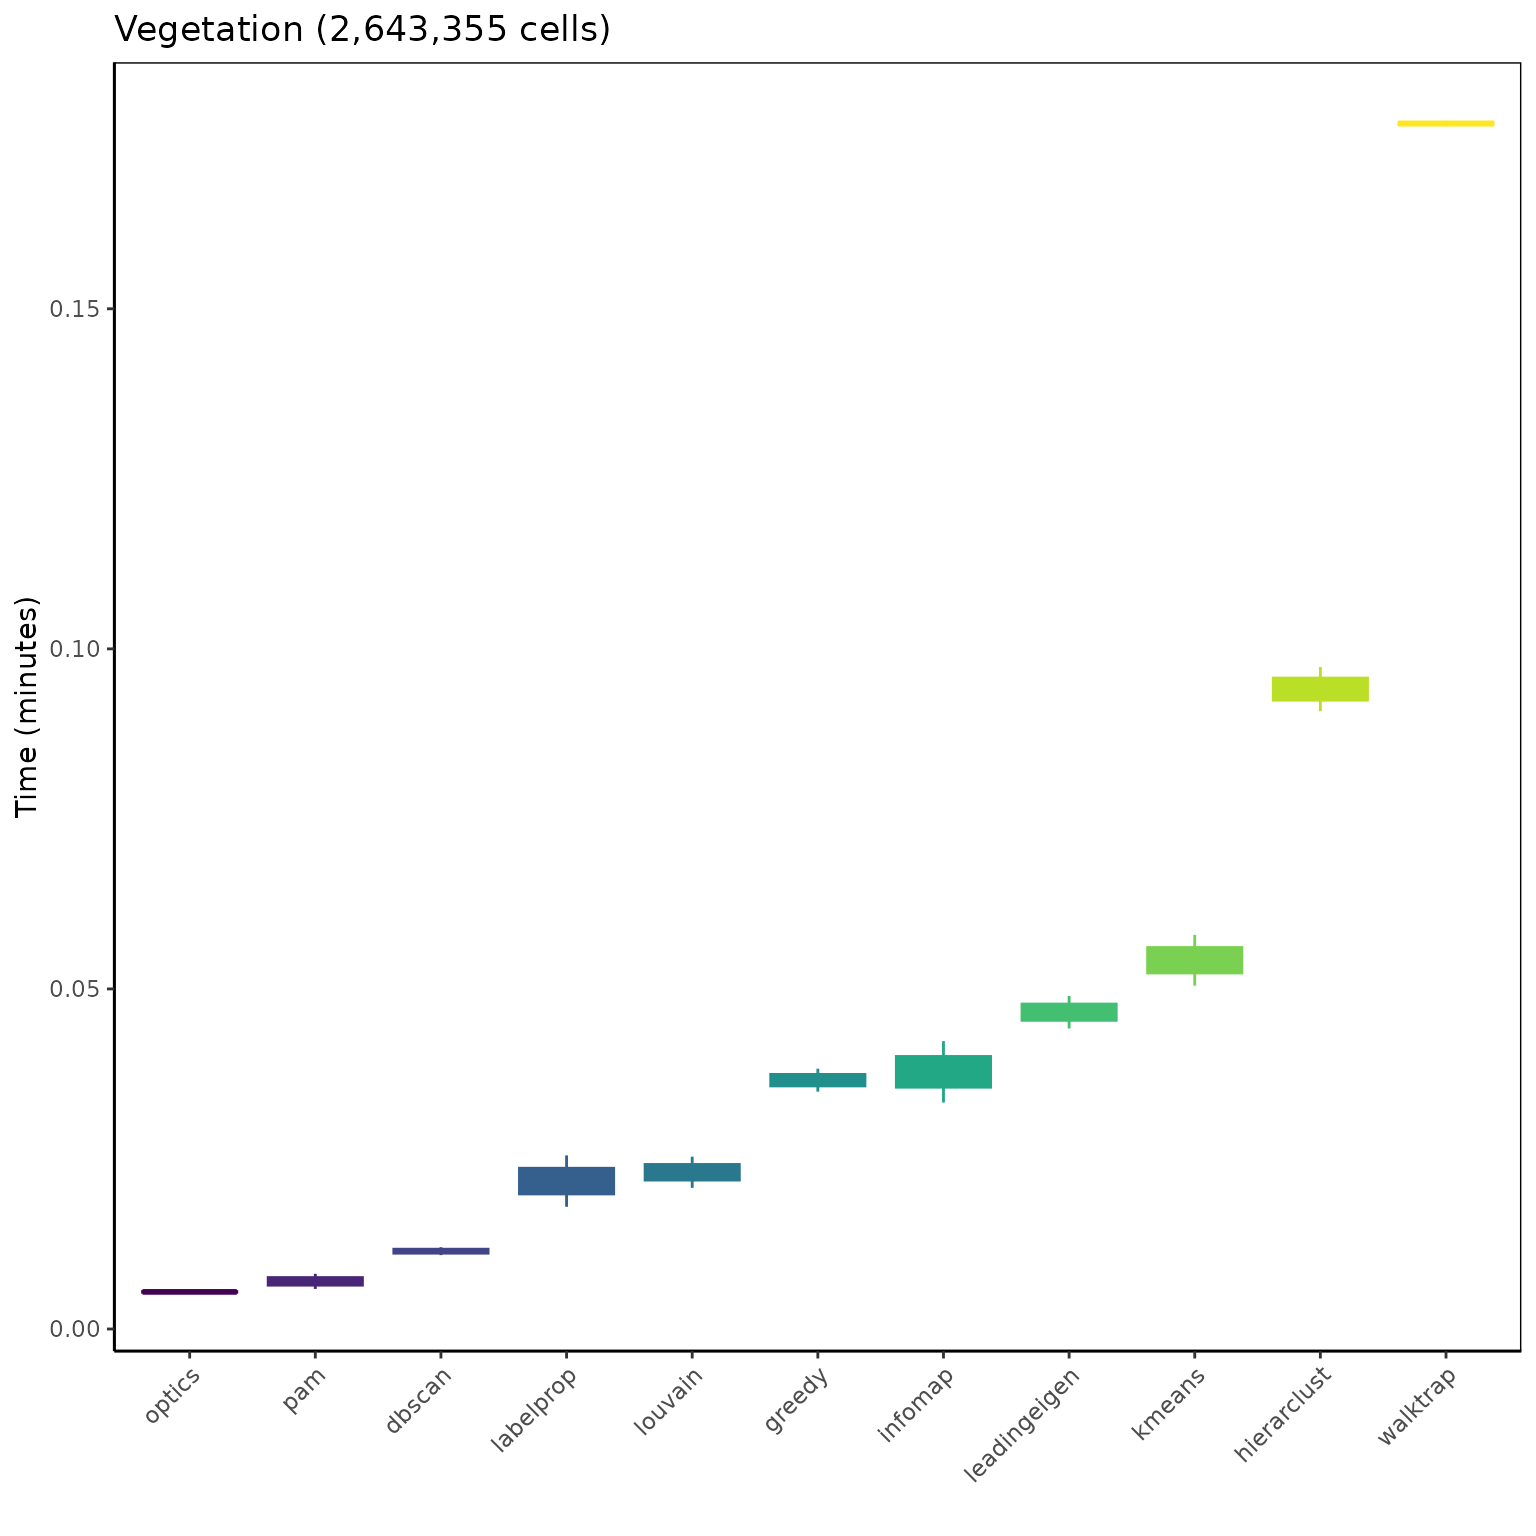 Vegetation (2,643,355 cells)
Time (minutes)
0.15
0.10
0.05
0.00
optics
pam
dbscan
labelprop
louvain
greedy
infomap
leadingeigen
kmeans
hierarclust
walktrap